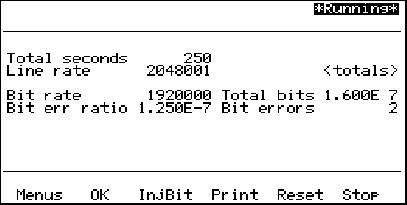 *Running*
Total seconds 250
Line rate 2048001 <totals>
Bit rate 1920000 Total bits 1.600E 7
Bit err ratio 1.250E-7 Bit errors 2
Menus OK InJBit Print Reset Stop